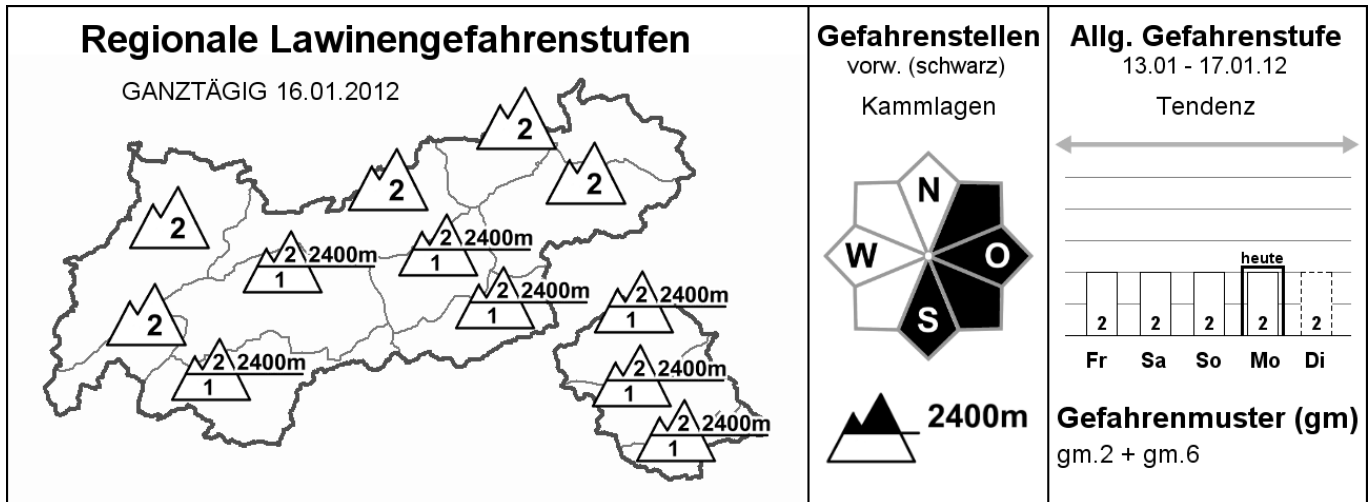 Regionale Lawinengefahrenstufen
GANZTÄGIG 16.01.2012
2
2
2
2
2 2400m
1
2 2400m
1
2 2400m
1
2
2 2400m
1
2 2400m
1
2 2400m
1
2 2400m
1
Gefahrenstellen
vorw. (schwarz)
Kammlagen
N
W
O
S
2400m
Allg. Gefahrenstufe
13.01 - 17.01.12
Tendenz
heute
2 2 2 2 2
Fr Sa So Mo Di
Gefahrenmuster (gm)
gm.2 + gm.6